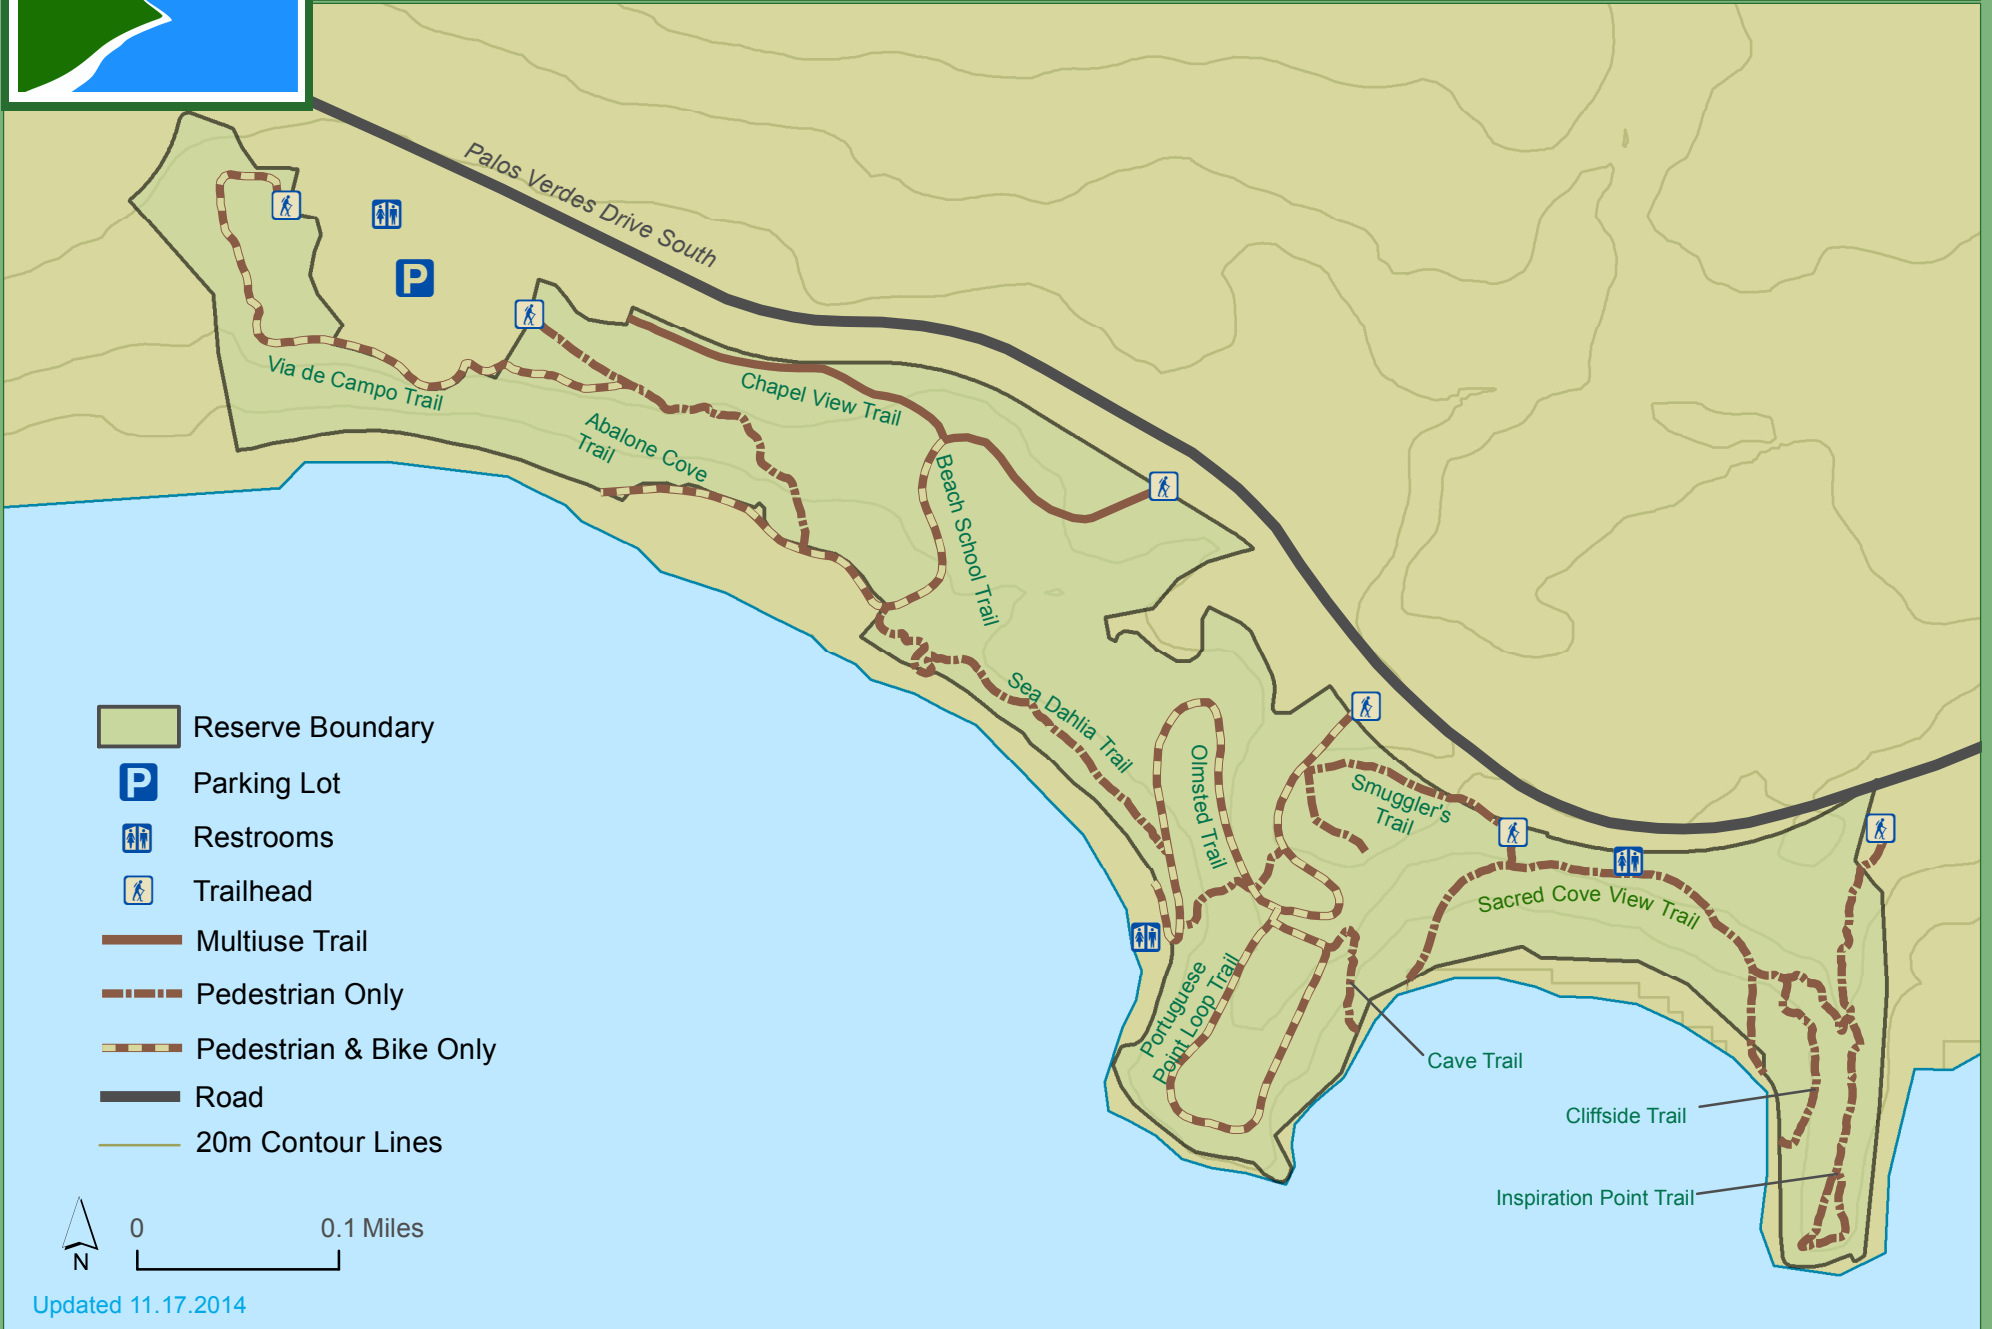 Palos Verdes Drive South
P
Via de Campo Trail
Chapel View Trail
Abalone Cove
Trail
Beach School Trail
Sea Dahlia Trail
Olmsted Trail
Smuggler's
Trail
Sacred Cove View Trail
Portuguese
Point Loop Trail
Cave Trail
Cliffside Trail
Inspiration Point Trail
Reserve Boundary
P
Parking Lot
Restrooms
Trailhead
Multiuse Trail
Pedestrian Only
Pedestrian & Bike Only
Road
20m Contour Lines
0 0.1 Miles
N
Updated 11.17.2014